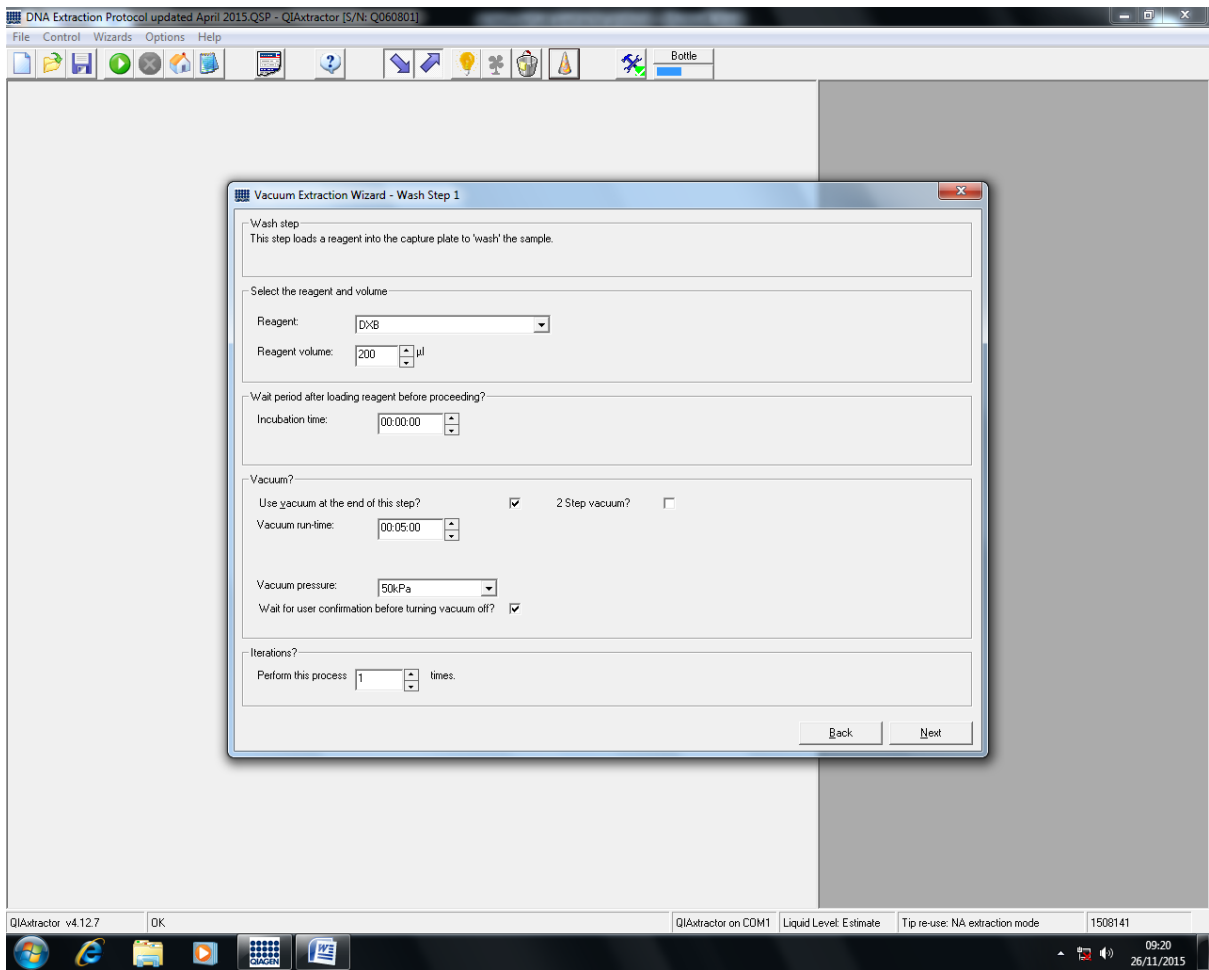 DNA Extraction Protocol updated April 2015.QSP - QIAxtractor [S/N: Q060801]
File Control Wizards Options Help
Bottle
Vacuum Extraction Wizard - Wash Step 1
Wash step
This step loads a reagent into the capture plate to 'wash' the sample.
Select the reagent and volume
Reagent: DXB
Reagent volume: 200 µl
Wait period after loading reagent before proceeding?
Incubation time: 00:00:00
Vacuum?
Use vacuum at the end of this step? 2 Step vacuum?
Vacuum run-time: 00:05:00
Vacuum pressure: 50kPa
Wait for user confirmation before turning vacuum off?
Iterations?
Perform this process 1 times.
Back Next
QIAxtractor v4.12.7 OK QIAxtractor on COM1 Liquid Level: Estimate Tip re-use: NA extraction mode 1508141
QIAGEN
09:20
26/11/2015